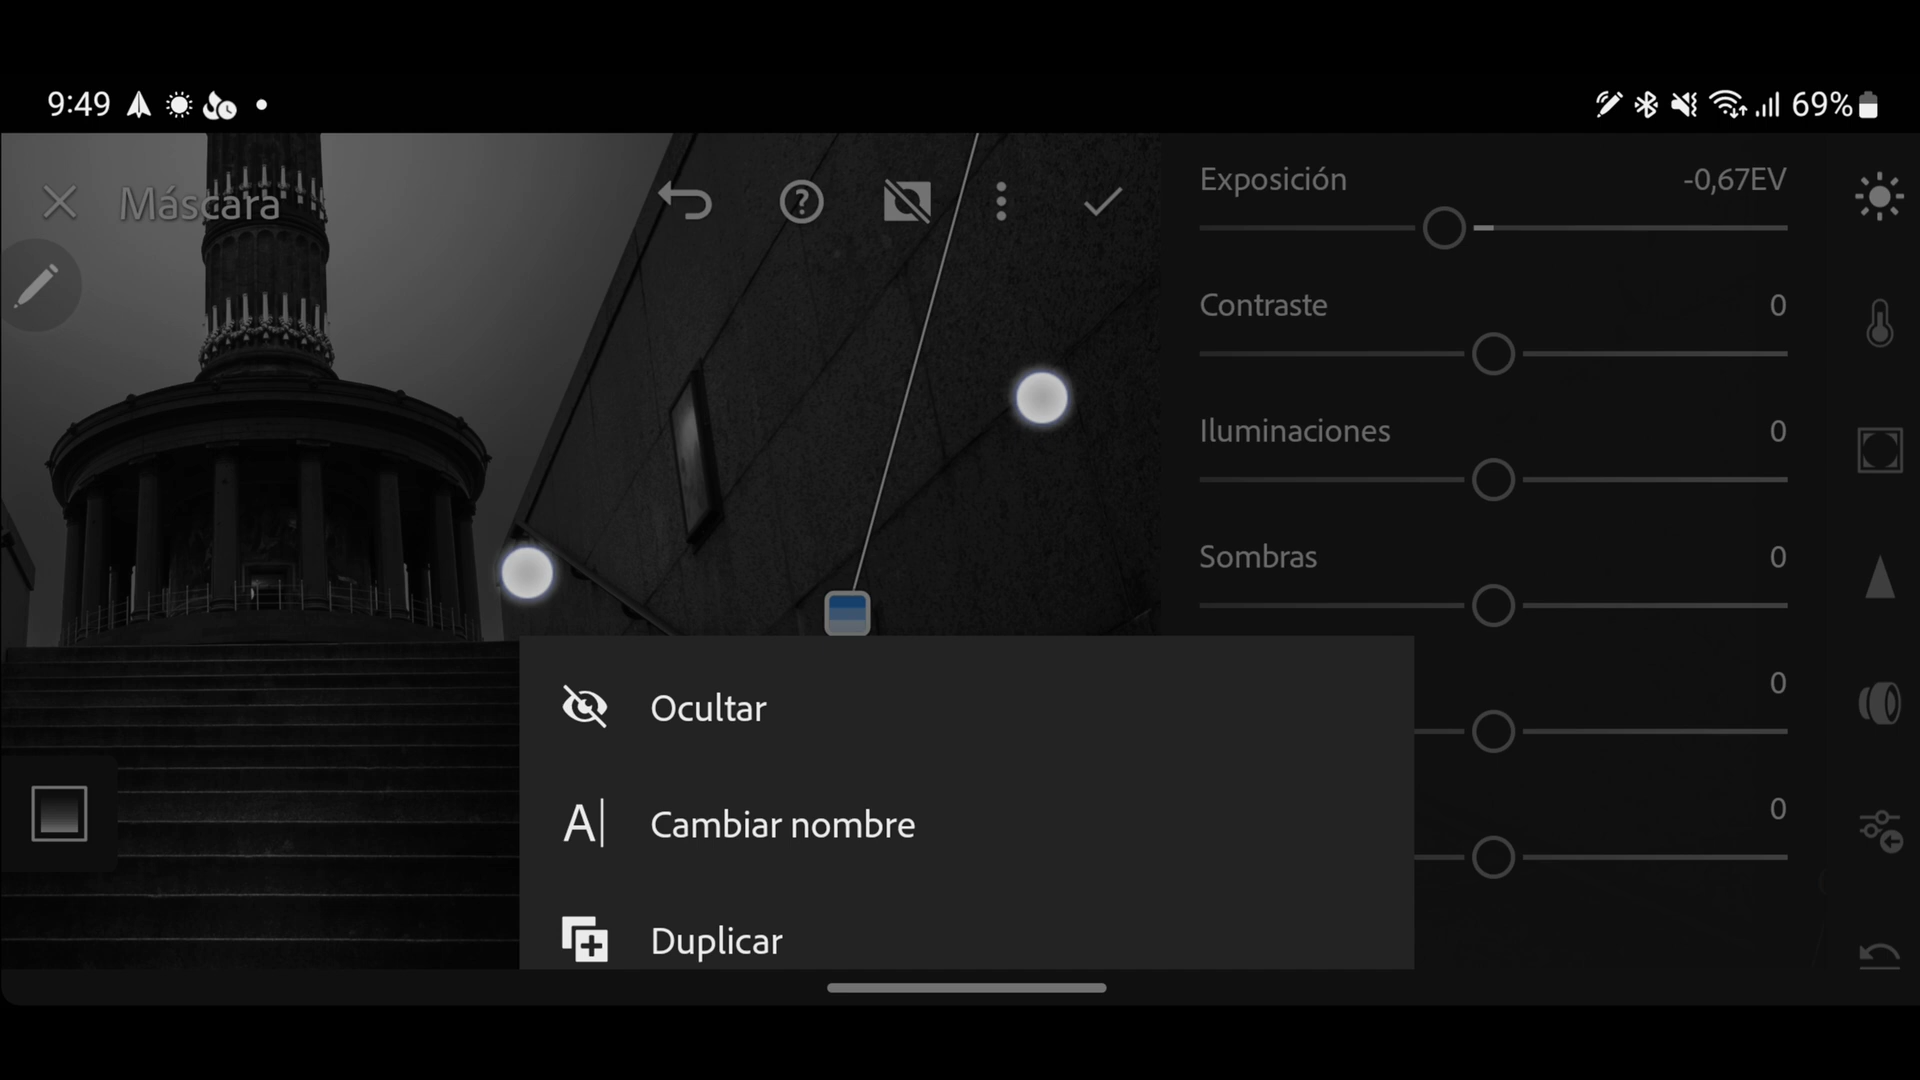 9:49
69%
Máscara
Exposición -0,67EV
Contraste 0
Iluminaciones 0
Sombras 0
0
0
Ocultar
Cambiar nombre
Duplicar